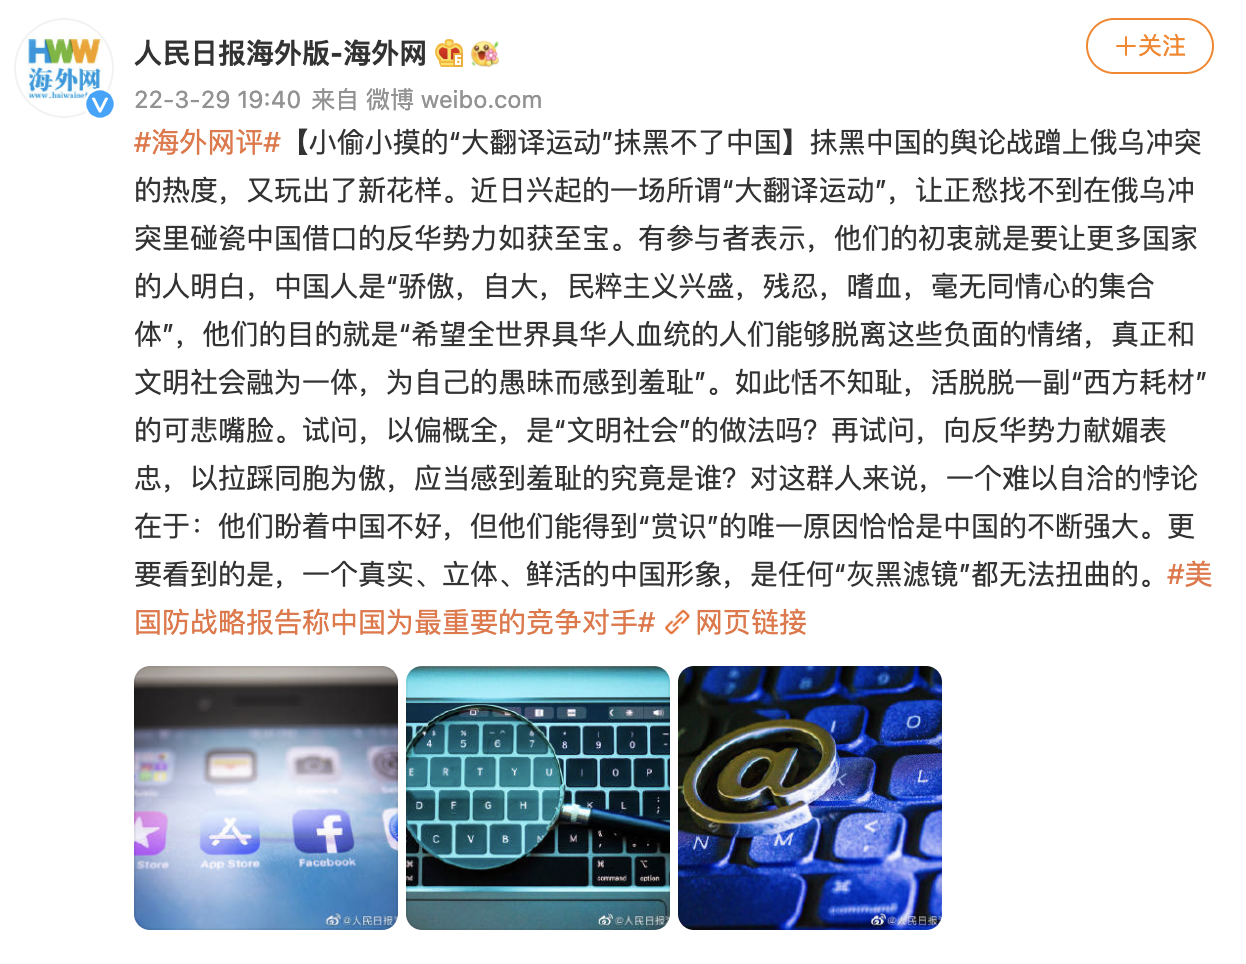 HWW
海外网
人民日报海外版-海外网
+关注
22-3-29 19:40 来自 微博 weibo.com
#海外网评#【小偷小摸的“大翻译运动”抹黑不了中国】抹黑中国的舆论战蹭上俄乌冲突
的热度，又玩出了新花样。近日兴起的一场所谓“大翻译运动”，让正愁找不到在俄乌冲
突里碰瓷中国借口的反华势力如获至宝。有参与者表示，他们的初衷就是要让更多国家
的人明白，中国人是“骄傲，自大，民粹主义兴盛，残忍，嗜血，毫无同情心的集合
体”，他们的目的就是“希望全世界具华人血统的人们能够脱离这些负面的情绪，真正和
文明社会融为一体，为自己的愚昧而感到羞耻”。如此恬不知耻，活脱脱一副“西方耗材”
的可悲嘴脸。试问，以偏概全，是“文明社会”的做法吗？再试问，向反华势力献媚表
忠，以拉踩同胞为傲，应当感到羞耻的究竟是谁？对这群人来说，一个难以自洽的悖论
在于：他们盼着中国不好，但他们能得到“赏识”的唯一原因恰恰是中国的不断强大。更
要看到的是，一个真实、立体、鲜活的中国形象，是任何“灰黑滤镜”都无法扭曲的。#美
国防战略报告称中国为最重要的竞争对手# 网页链接
Store
App Store
Facebook
@人民日报
4 5 6 7 8 9 0
E R T Y U I O P
D F G H K L
C V B N M
command
option
@人民日报
O
K L
N M
command
@人民日报